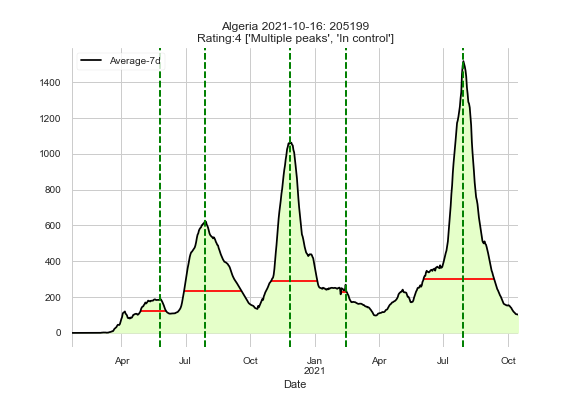 Algeria 2021-10-16: 205199
Rating:4 ['Multiple peaks', 'In control']
Average-7d
1400
1200
1000
800
600
400
200
0
Apr Jul Oct Jan Apr Jul Oct
2021
Date